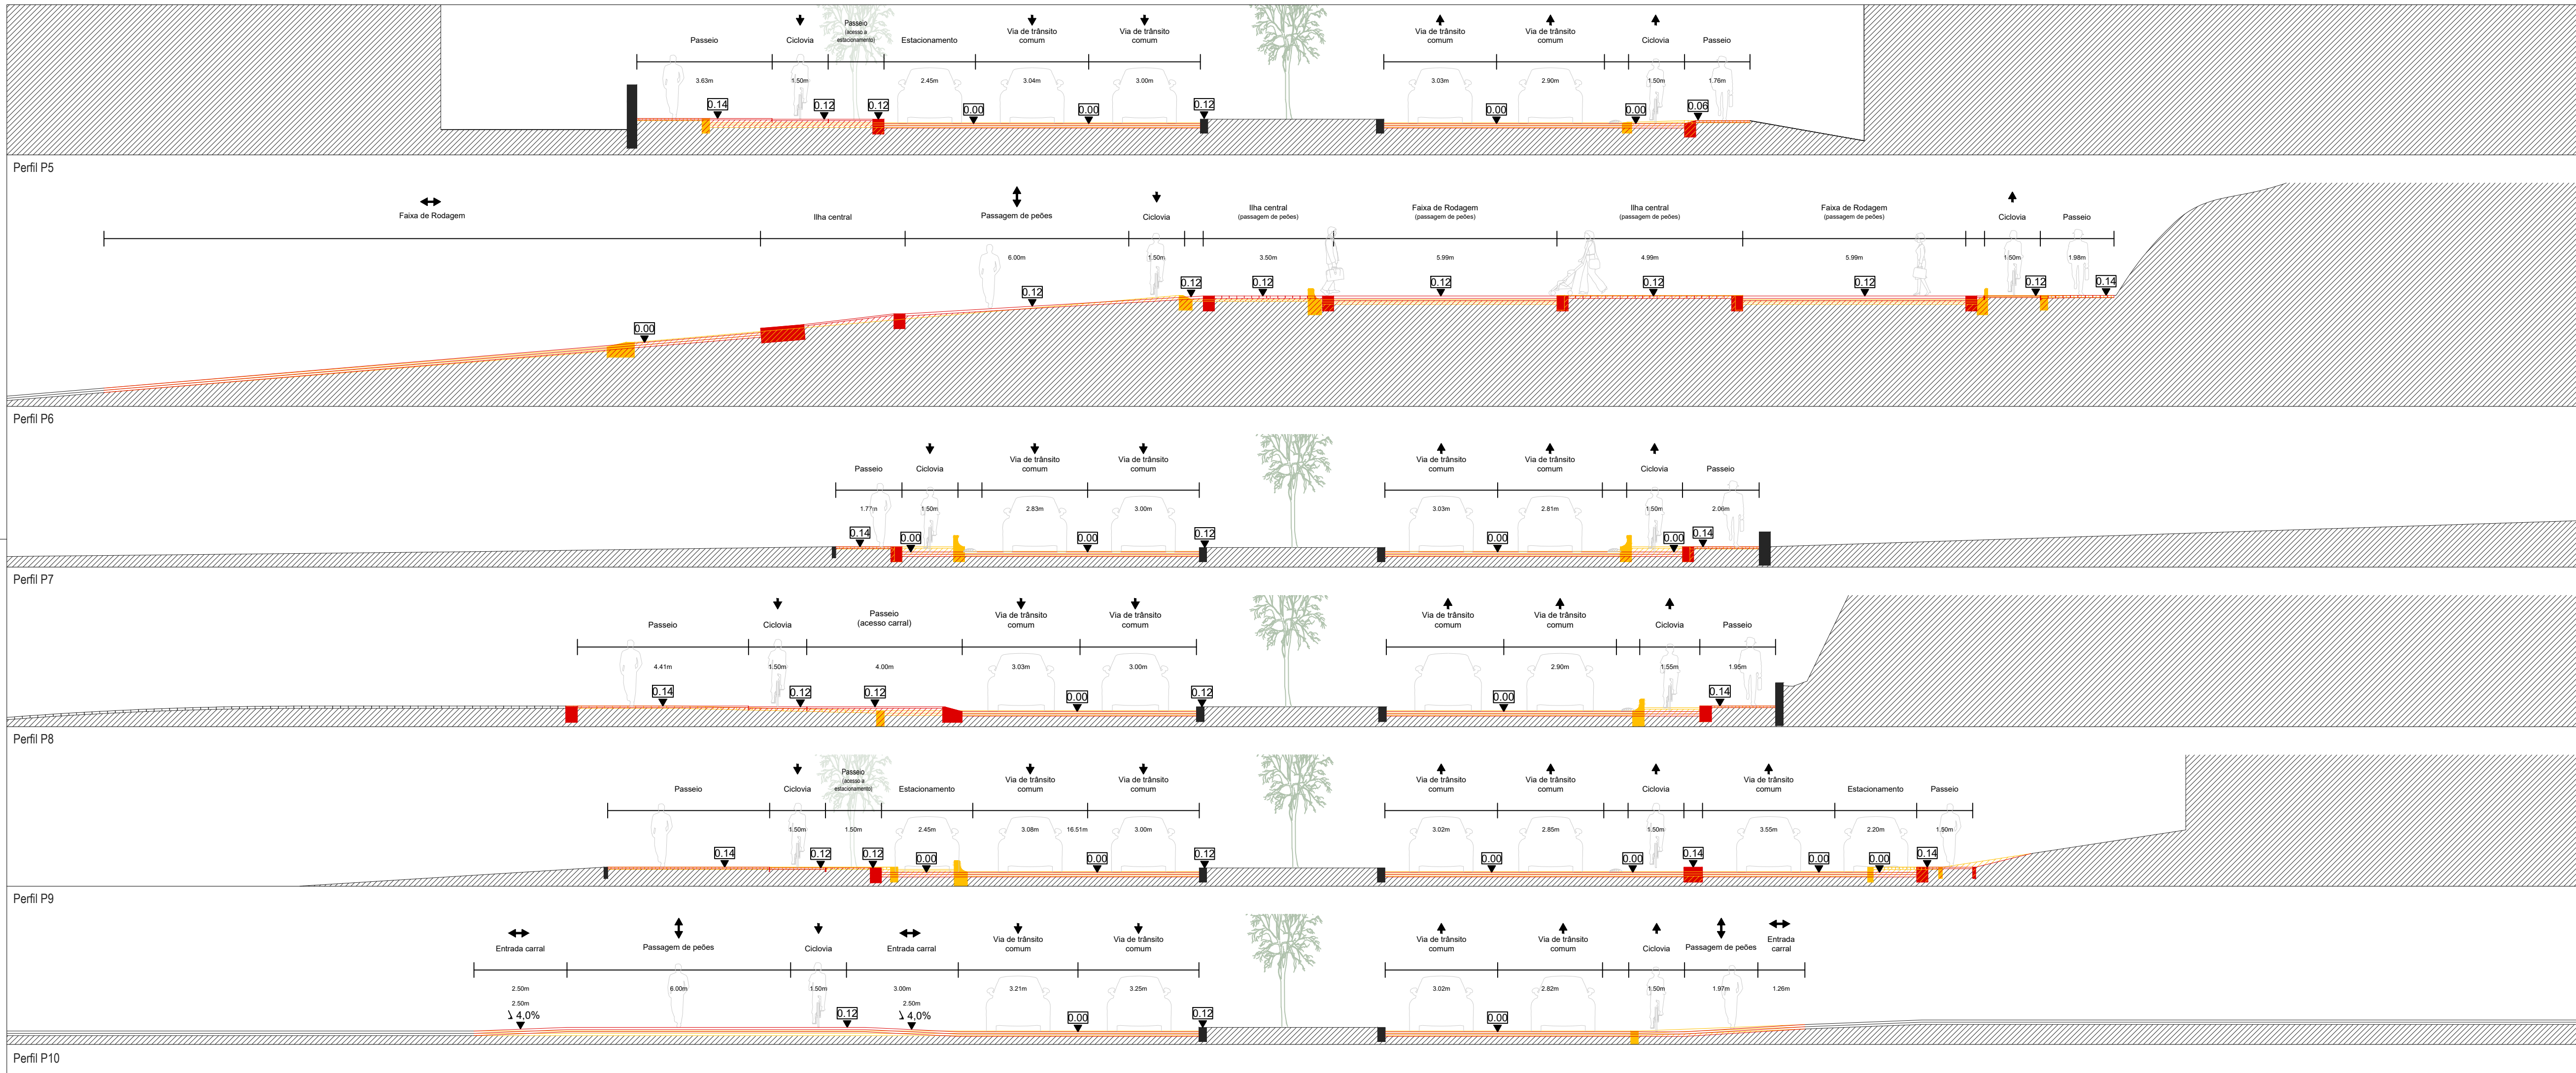 Passeio
3.63m
Ciclovia
1.50m
Passeio
(acesso a
estacionamento)
Estacionamento
2.45m
Via de trânsito
comum
3.04m
Via de trânsito
comum
3.00m
Via de trânsito
comum
3.03m
Via de trânsito
comum
2.90m
Ciclovia
1.50m
Passeio
1.76m
0.14
0.12
0.12
0.00
0.00
0.12
0.00
0.00
0.06
Perfil P5
Faixa de Rodagem
Ilha central
Passagem de peões
6.00m
Ciclovia
1.50m
Ilha central
(passagem de peões)
3.50m
Faixa de Rodagem
(passagem de peões)
5.99m
Ilha central
(passagem de peões)
4.99m
Faixa de Rodagem
(passagem de peões)
5.99m
Ciclovia
1.50m
Passeio
1.98m
0.00
0.12
0.12
0.12
0.12
0.12
0.12
0.12
0.14
Perfil P6
Passeio
1.77m
Ciclovia
1.50m
Via de trânsito
comum
2.83m
Via de trânsito
comum
3.00m
Via de trânsito
comum
3.03m
Via de trânsito
comum
2.81m
Ciclovia
1.50m
Passeio
2.06m
0.14
0.00
0.00
0.12
0.00
0.00
0.14
Perfil P7
Passeio
4.41m
Ciclovia
1.50m
Passeio
(acesso carral)
4.00m
Via de trânsito
comum
3.03m
Via de trânsito
comum
3.00m
Via de trânsito
comum
Via de trânsito
comum
2.90m
Ciclovia
1.55m
Passeio
1.95m
0.14
0.12
0.12
0.00
0.12
0.00
0.14
Perfil P8
Passeio
Ciclovia
1.50m
Passeio
(acesso a
estacionamento)
1.50m
Estacionamento
2.45m
Via de trânsito
comum
3.08m
16.51m
Via de trânsito
comum
3.00m
Via de trânsito
comum
3.02m
Via de trânsito
comum
2.85m
Ciclovia
1.50m
Via de trânsito
comum
3.55m
Estacionamento
2.20m
Passeio
1.50m
0.14
0.12
0.12
0.00
0.00
0.12
0.00
0.00
0.14
0.00
0.00
0.14
Perfil P9
Entrada carral
2.50m
2.50m
4,0%
Passagem de peões
6.00m
Ciclovia
1.50m
Entrada carral
3.00m
2.50m
4,0%
Via de trânsito
comum
3.21m
Via de trânsito
comum
3.25m
Via de trânsito
comum
3.02m
Via de trânsito
comum
2.82m
Ciclovia
1.50m
Passagem de peões
1.97m
Entrada
carral
1.26m
0.12
0.00
0.12
0.00
Perfil P10